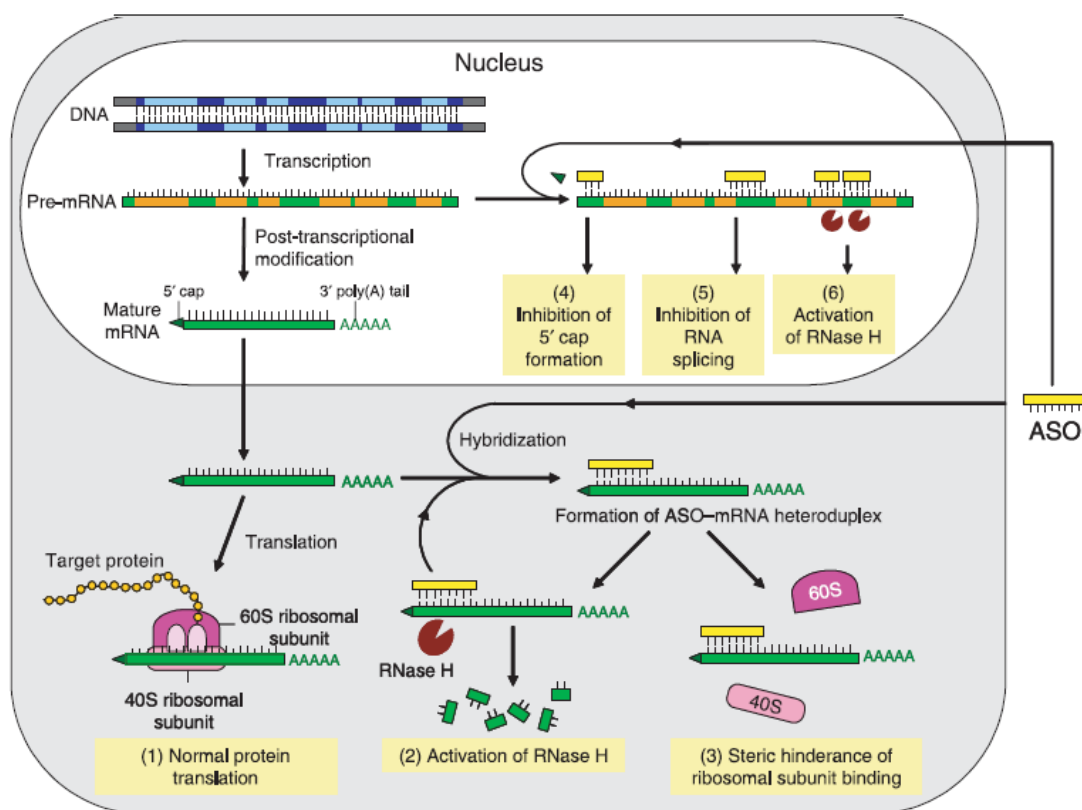 Nucleus
DNA
Transcription
Pre-mRNA
Post-transcriptional
modification
5′ cap
3′ poly(A) tail
Mature
mRNA
AAAAA
(4)
Inhibition of
5′ cap
formation
(5)
Inhibition of
RNA
splicing
(6)
Activation
of RNase H
ASO
Hybridization
AAAAA
AAAAA
Formation of ASO–mRNA heteroduplex
Translation
Target protein
60S ribosomal
subunit
AAAAA
40S ribosomal
subunit
AAAAA
RNase H
60S
AAAAA
40S
(1) Normal protein
translation
(2) Activation of RNase H
(3) Steric hinderance of
ribosomal subunit binding